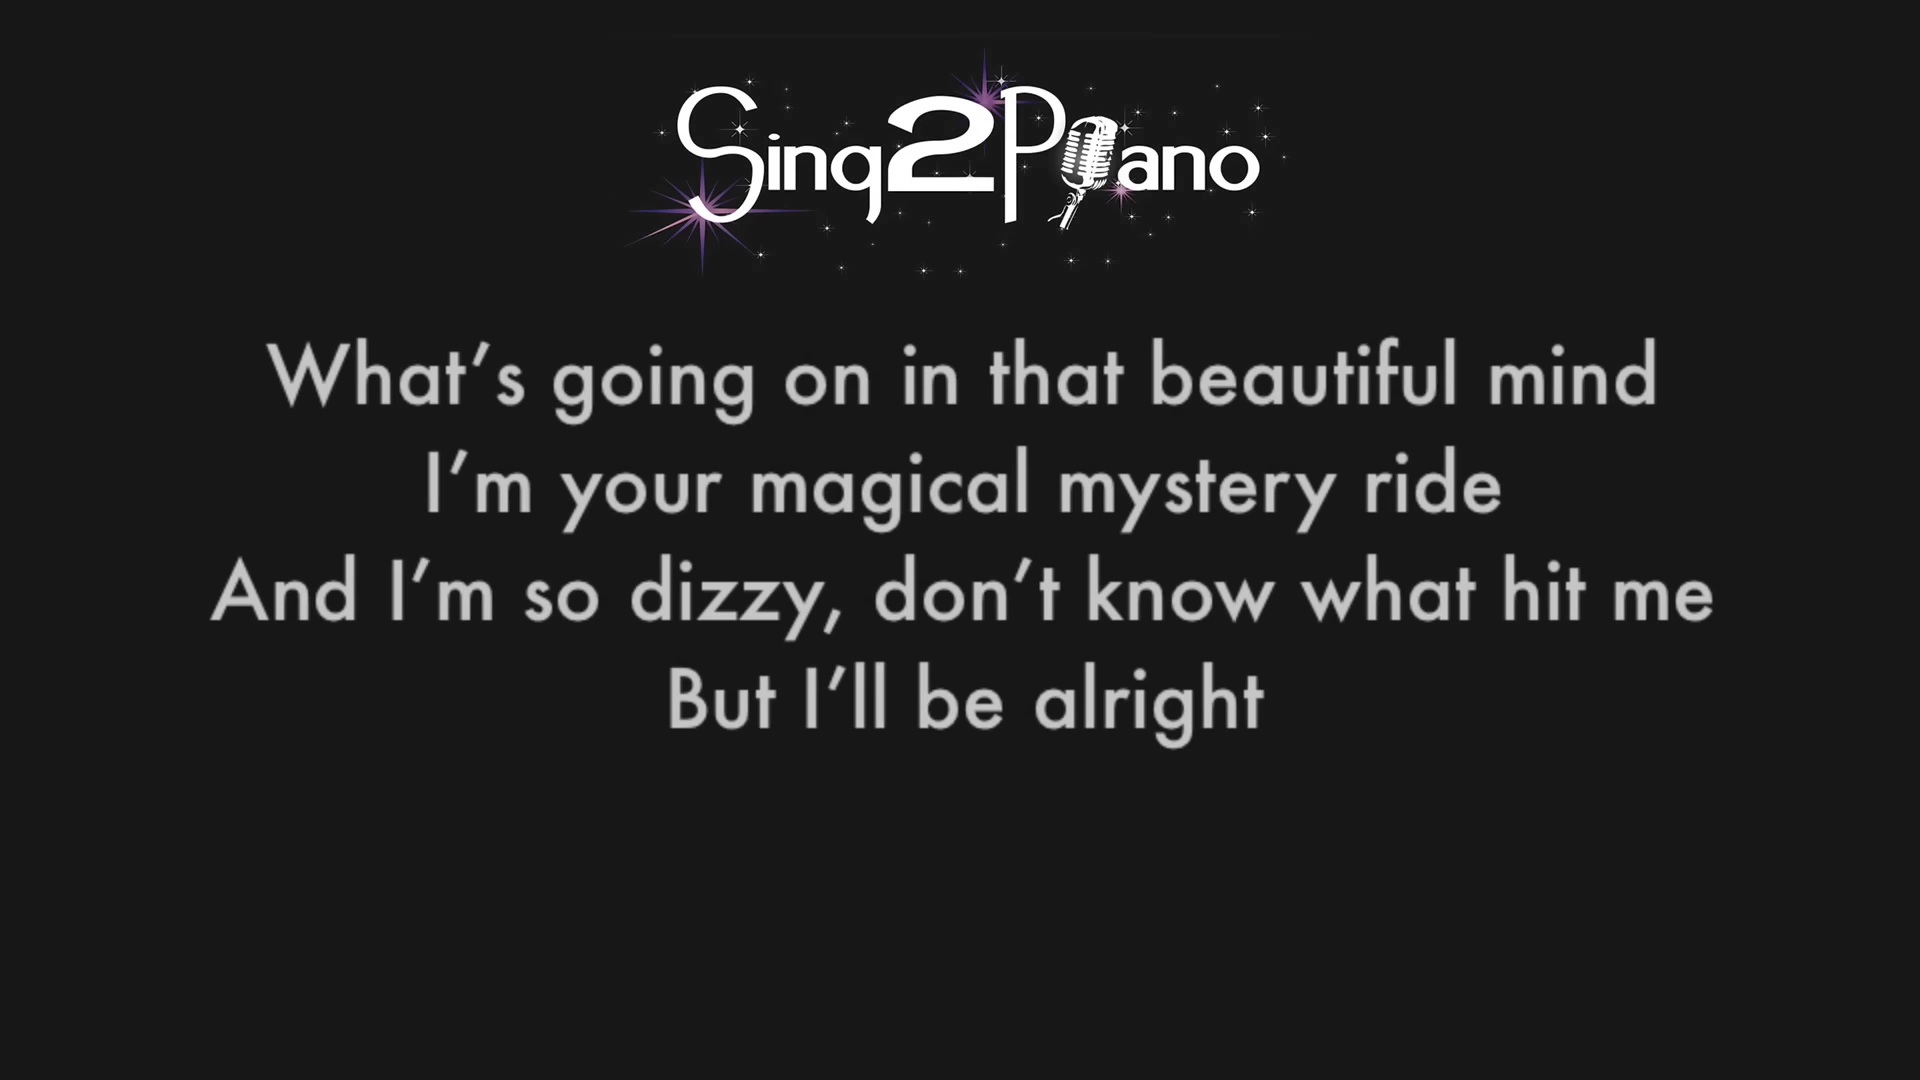 Sing2Piano
What’s going on in that beautiful mind
I’m your magical mystery ride
And I’m so dizzy, don’t know what hit me
But I’ll be alright